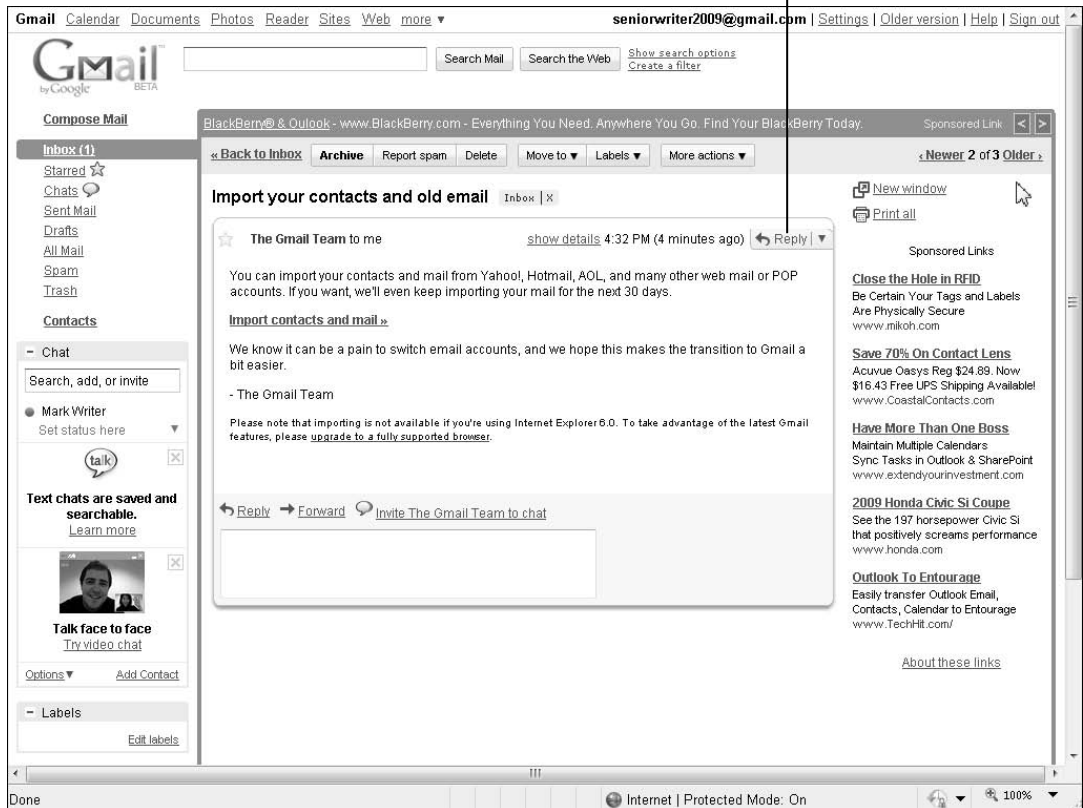 Gmail Calendar Documents Photos Reader Sites Web more ▼ seniorwriter2009@gmail.com | Settings | Older version | Help | Sign out
Gmail
by Google BETA
Search Mail Search the Web Show search options
Create a filter
Compose Mail
Inbox (1)
Starred
Chats
Sent Mail
Drafts
All Mail
Spam
Trash
Contacts
− Chat
Search, add, or invite
Mark Writer
Set status here ▼
talk
Text chats are saved and
searchable.
Learn more
Talk face to face
Try video chat
Options ▼ Add Contact
− Labels
Edit labels
BlackBerry® & Oulook - www.BlackBerry.com - Everything You Need. Anywhere You Go. Find Your BlackBerry Today. Sponsored Link < >
« Back to Inbox Archive Report spam Delete Move to ▼ Labels ▼ More actions ▼ ‹ Newer 2 of 3 Older ›
Import your contacts and old email Inbox | X
The Gmail Team to me show details 4:32 PM (4 minutes ago) Reply ▼
You can import your contacts and mail from Yahoo!, Hotmail, AOL, and many other web mail or POP
accounts. If you want, we'll even keep importing your mail for the next 30 days.
Import contacts and mail »
We know it can be a pain to switch email accounts, and we hope this makes the transition to Gmail a
bit easier.
- The Gmail Team
Please note that importing is not available if you're using Internet Explorer 6.0. To take advantage of the latest Gmail
features, please upgrade to a fully supported browser.
Reply Forward Invite The Gmail Team to chat
New window
Print all
Sponsored Links
Close the Hole in RFID
Be Certain Your Tags and Labels
Are Physically Secure
www.mikoh.com
Save 70% On Contact Lens
Acuvue Oasys Reg $24.89. Now
$16.43 Free UPS Shipping Available!
www.CoastalContacts.com
Have More Than One Boss
Maintain Multiple Calendars
Sync Tasks in Outlook & SharePoint
www.extendyourinvestment.com
2009 Honda Civic Si Coupe
See the 197 horsepower Civic Si
that positively screams performance
www.honda.com
Outlook To Entourage
Easily transfer Outlook Email,
Contacts, Calendar to Entourage
www.TechHit.com/
About these links
Done Internet | Protected Mode: On 100% ▼